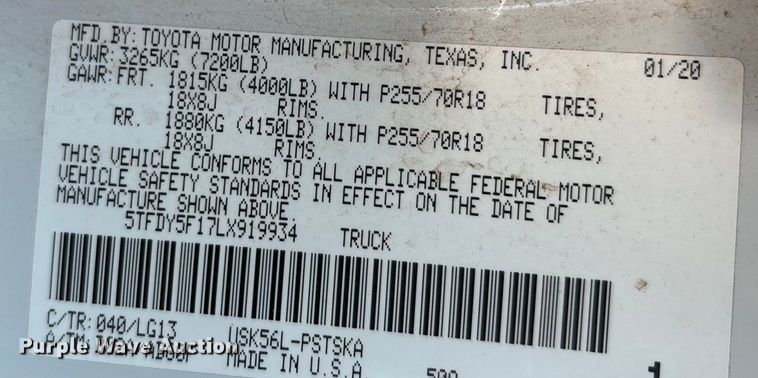 MFD BY: TOYOTA MOTOR MANUFACTURING, TEXAS, INC. 01/20
GVWR: 3265KG (7200LB)
GAWR: FRT. 1815KG (4000LB) WITH P255/70R18 TIRES,
18X8J RIMS,
RR. 1880KG (4150LB) WITH P255/70R18 TIRES,
18X8J RIMS
THIS VEHICLE CONFORMS TO ALL APPLICABLE FEDERAL MOTOR
VEHICLE SAFETY STANDARDS IN EFFECT ON THE DATE OF
MANUFACTURE SHOWN ABOVE.
5TFDY5F17LX919934 TRUCK
C/TR: 040/LG13 USK56L-PSTSKA
Purple Wave Auction
MADE IN U.S.A.